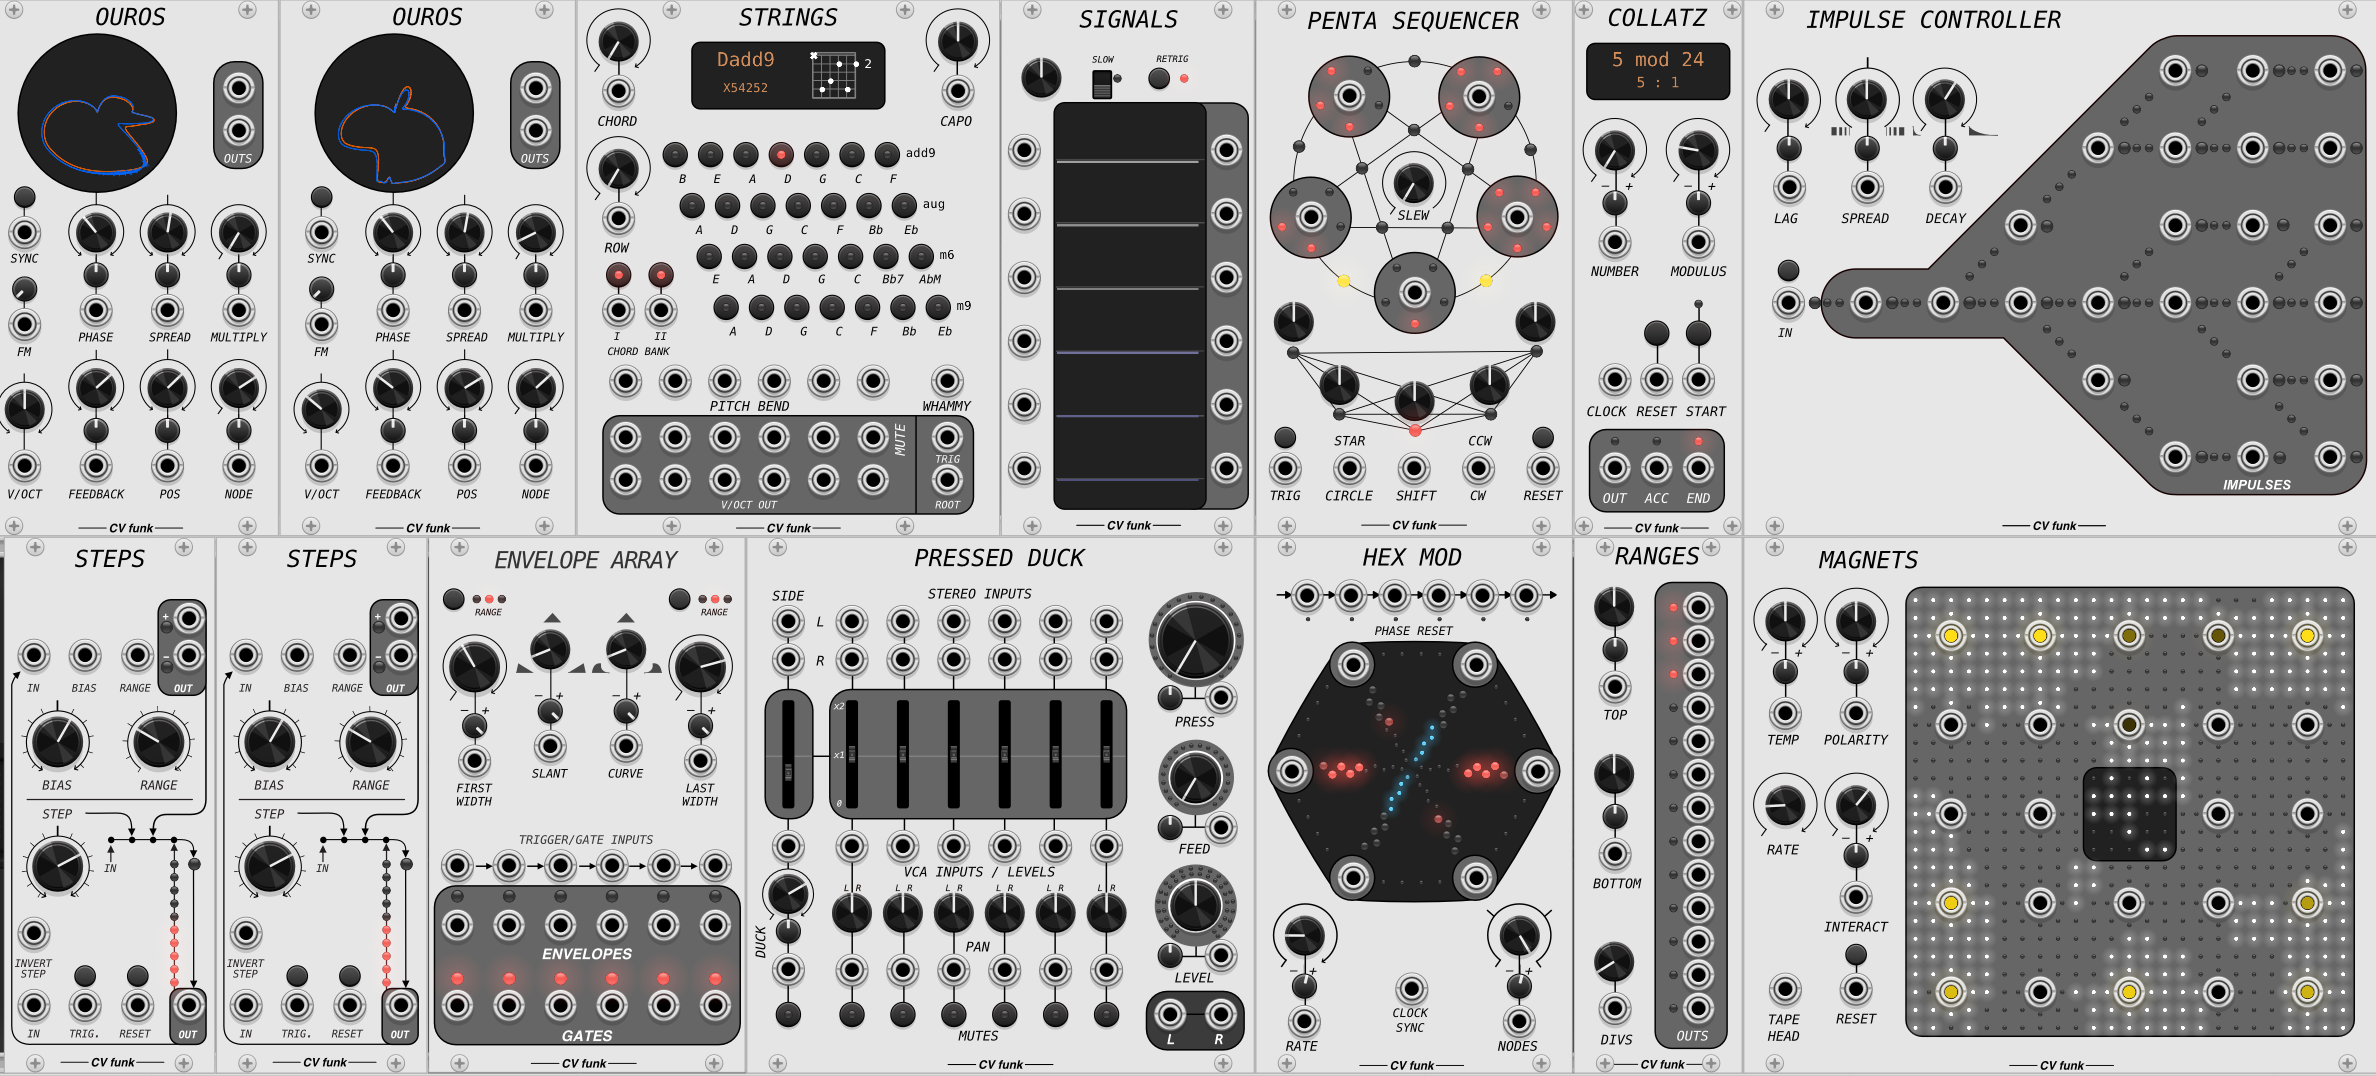 OUROS
OUTS
SYNC
FM
PHASE
SPREAD
MULTIPLY
V/OCT
FEEDBACK
POS
NODE
CV funk
OUROS
OUTS
SYNC
FM
PHASE
SPREAD
MULTIPLY
V/OCT
FEEDBACK
POS
NODE
CV funk
STRINGS
Dadd9
X54252
2
CHORD
CAPO
ROW
B E A D G C F add9
A D G C F Bb Eb aug
E A D G C Bb7 AbM m6
A D G C F Bb Eb m9
I II
CHORD BANK
PITCH BEND
WHAMMY
MUTE
TRIG
V/OCT OUT
ROOT
CV funk
SIGNALS
SLOW
RETRIG
CV funk
PENTA SEQUENCER
SLEW
STAR
CCW
TRIG
CIRCLE
SHIFT
CW
RESET
CV funk
COLLATZ
5 mod 24
5 : 1
- +
- +
NUMBER
MODULUS
CLOCK
RESET
START
OUT
ACC
END
CV funk
IMPULSE CONTROLLER
LAG
SPREAD
DECAY
IN
IMPULSES
CV funk
STEPS
+
-
IN
BIAS
RANGE
OUT
BIAS
RANGE
STEP
IN
INVERT
STEP
IN
TRIG.
RESET
OUT
CV funk
STEPS
+
-
IN
BIAS
RANGE
OUT
BIAS
RANGE
STEP
IN
INVERT
STEP
IN
TRIG.
RESET
OUT
CV funk
ENVELOPE ARRAY
RANGE
RANGE
- +
- +
- +
- +
FIRST
WIDTH
SLANT
CURVE
LAST
WIDTH
TRIGGER/GATE INPUTS
ENVELOPES
GATES
CV funk
PRESSED DUCK
SIDE
STEREO INPUTS
L
R
x2
x1
0
PRESS
FEED
VCA INPUTS / LEVELS
L R L R L R L R L R L R
DUCK
PAN
LEVEL
MUTES
L R
CV funk
HEX MOD
PHASE RESET
- +
- +
RATE
CLOCK
SYNC
NODES
CV funk
RANGES
TOP
BOTTOM
DIVS
OUTS
CV funk
MAGNETS
- +
- +
TEMP
POLARITY
RATE
- +
INTERACT
TAPE
HEAD
RESET
CV funk